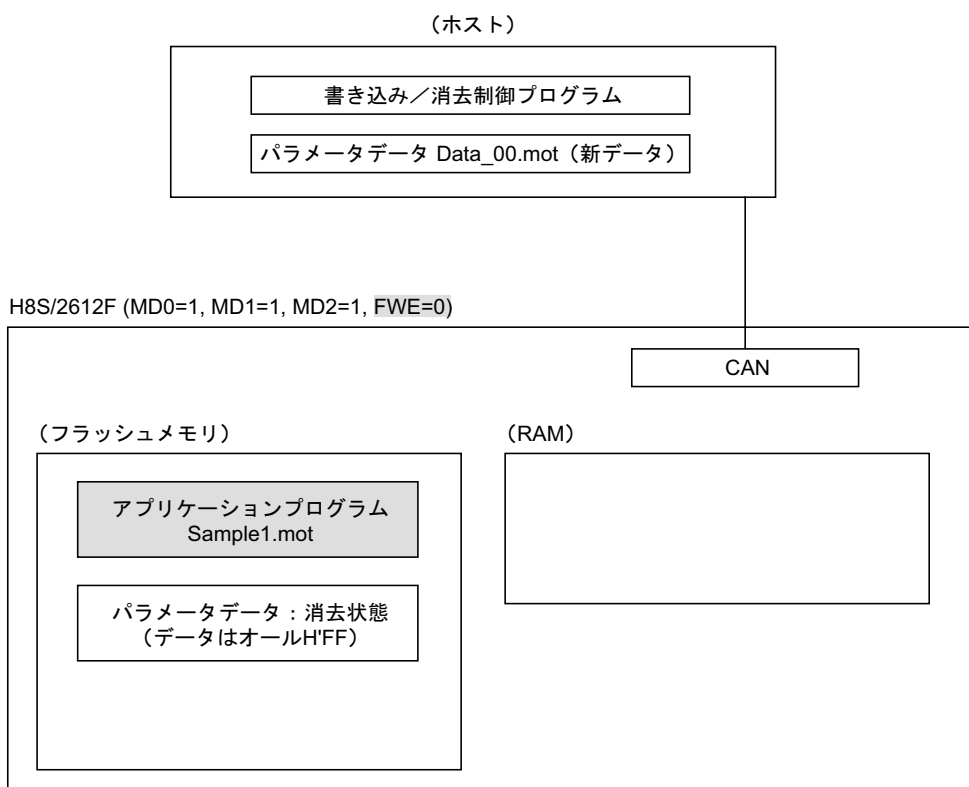 （ホスト）
書き込み／消去制御プログラム
パラメータデータ Data_00.mot（新データ）
H8S/2612F (MD0=1, MD1=1, MD2=1, FWE=0)
CAN
（フラッシュメモリ）
（RAM）
アプリケーションプログラム
Sample1.mot
パラメータデータ：消去状態
（データはオールH'FF）